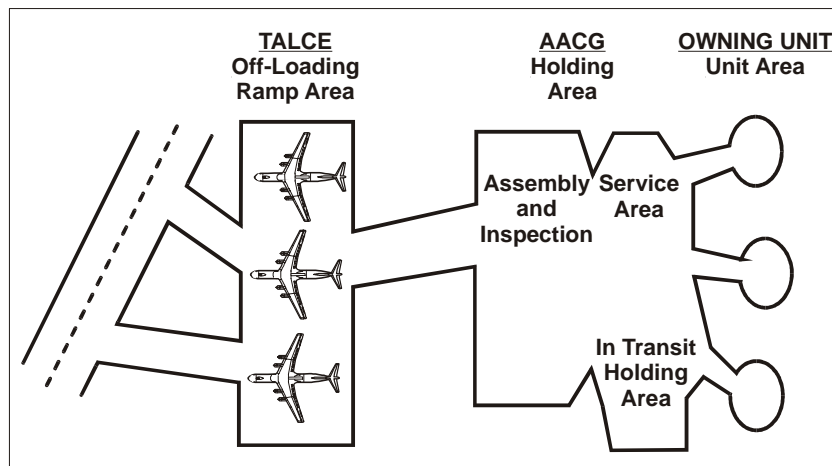 TALCE
Off-Loading
Ramp Area
AACG
Holding
Area
OWNING UNIT
Unit Area
Assembly
and
Inspection
Service
Area
In Transit
Holding
Area